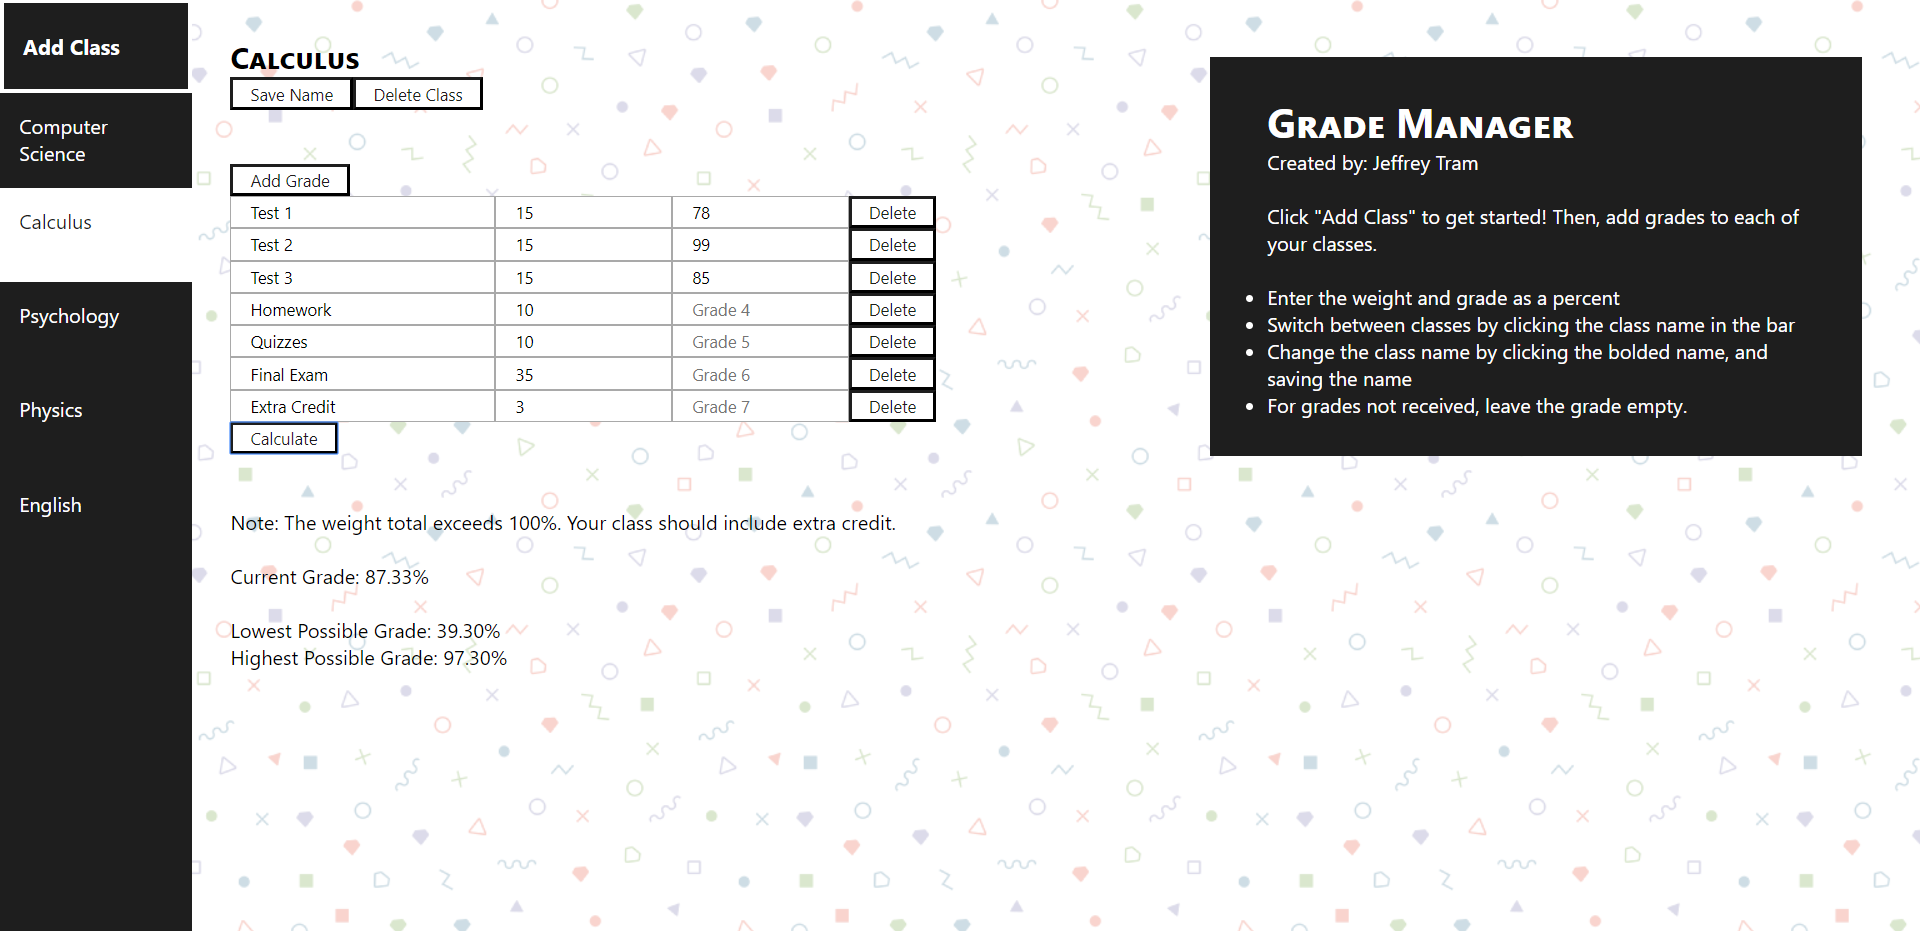 Add Class
Computer
Science
Calculus
Psychology
Physics
English
Calculus
Save Name Delete Class
Add Grade
Test 1 15 78 Delete
Test 2 15 99 Delete
Test 3 15 85 Delete
Homework 10 Grade 4 Delete
Quizzes 10 Grade 5 Delete
Final Exam 35 Grade 6 Delete
Extra Credit 3 Grade 7 Delete
Calculate
Note: The weight total exceeds 100%. Your class should include extra credit.
Current Grade: 87.33%
Lowest Possible Grade: 39.30%
Highest Possible Grade: 97.30%
Grade Manager
Created by: Jeffrey Tram
Click "Add Class" to get started! Then, add grades to each of
your classes.
• Enter the weight and grade as a percent
• Switch between classes by clicking the class name in the bar
• Change the class name by clicking the bolded name, and
saving the name
• For grades not received, leave the grade empty.